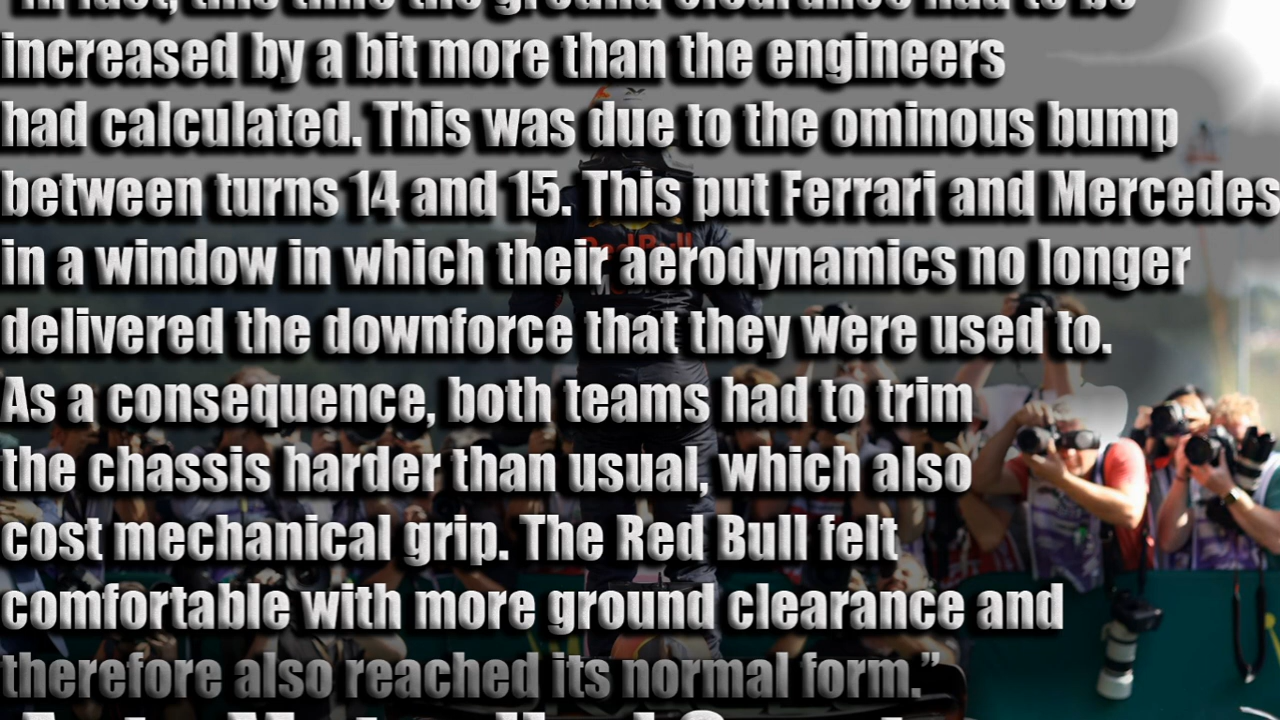 "In fact, this time the ground clearance had to be
increased by a bit more than the engineers
had calculated. This was due to the ominous bump
between turns 14 and 15. This put Ferrari and Mercedes
in a window in which their aerodynamics no longer
delivered the downforce that they were used to.
As a consequence, both teams had to trim
the chassis harder than usual, which also
cost mechanical grip. The Red Bull felt
comfortable with more ground clearance and
therefore also reached its normal form.”
Red Bull